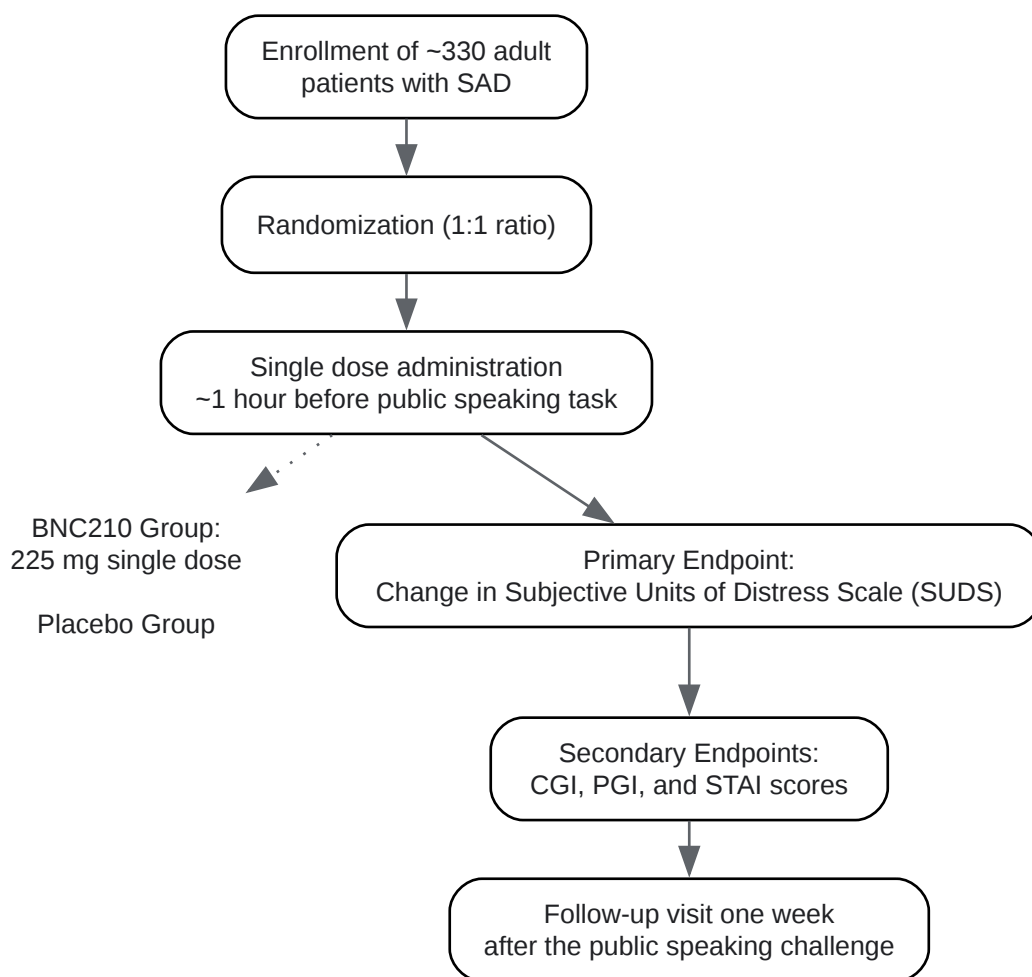 Enrollment of ~330 adult
patients with SAD
Randomization (1:1 ratio)
Single dose administration
~1 hour before public speaking task
BNC210 Group:
225 mg single dose
Placebo Group
Primary Endpoint:
Change in Subjective Units of Distress Scale (SUDS)
Secondary Endpoints:
CGI, PGI, and STAI scores
Follow-up visit one week
after the public speaking challenge